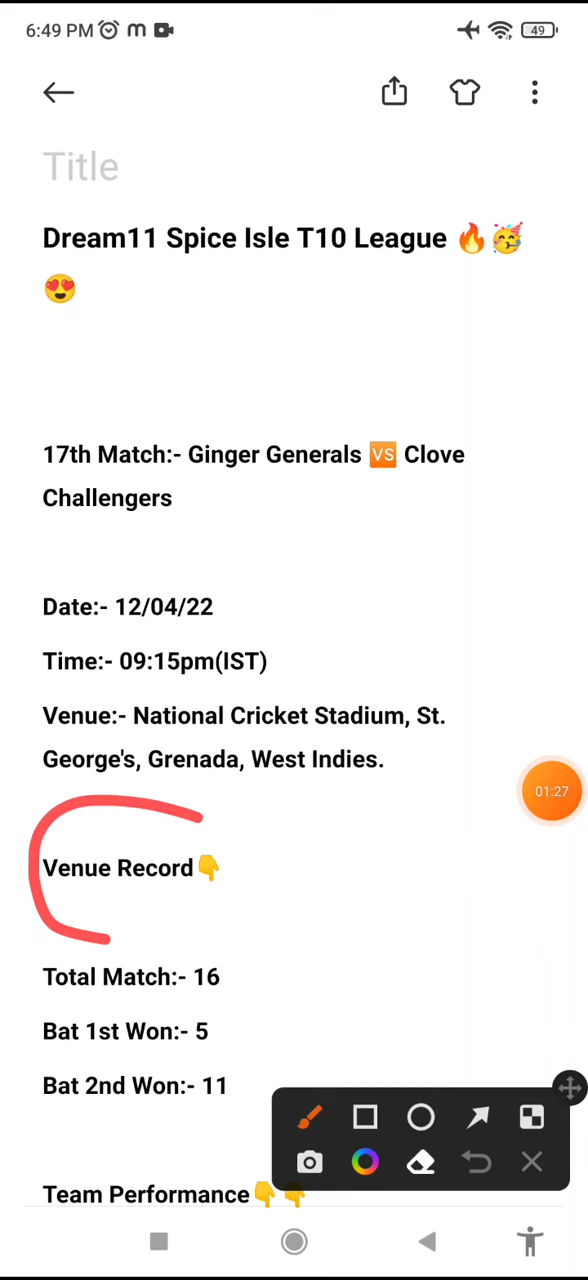 6:49 PM
49
Title
Dream11 Spice Isle T10 League 🔥🥳
😍
17th Match:- Ginger Generals 🆚 Clove
Challengers
Date:- 12/04/22
Time:- 09:15pm(IST)
Venue:- National Cricket Stadium, St.
George's, Grenada, West Indies.
01:27
Venue Record👇
Total Match:- 16
Bat 1st Won:- 5
Bat 2nd Won:- 11
Team Performance👇👇